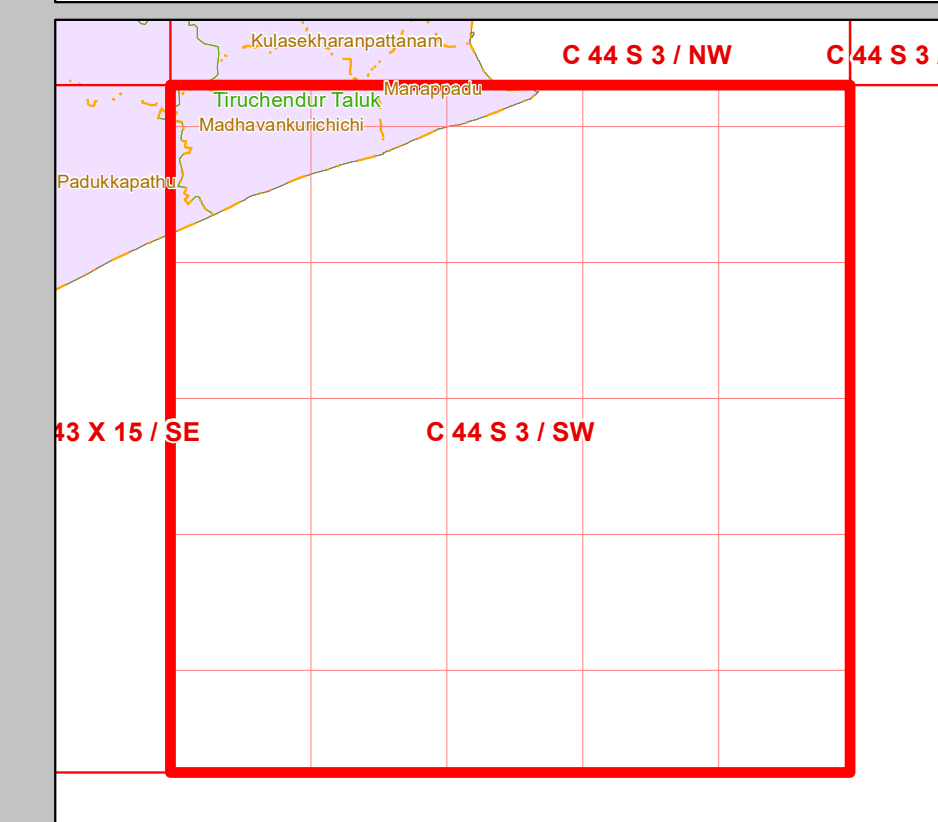 Kulasekharanpattanam
C 44 S 3 / NW
C 44 S 3 /
Manappadu
Tiruchendur Taluk
Madhavankurichichi
Padukkapathu
43 X 15 / SE
C 44 S 3 / SW